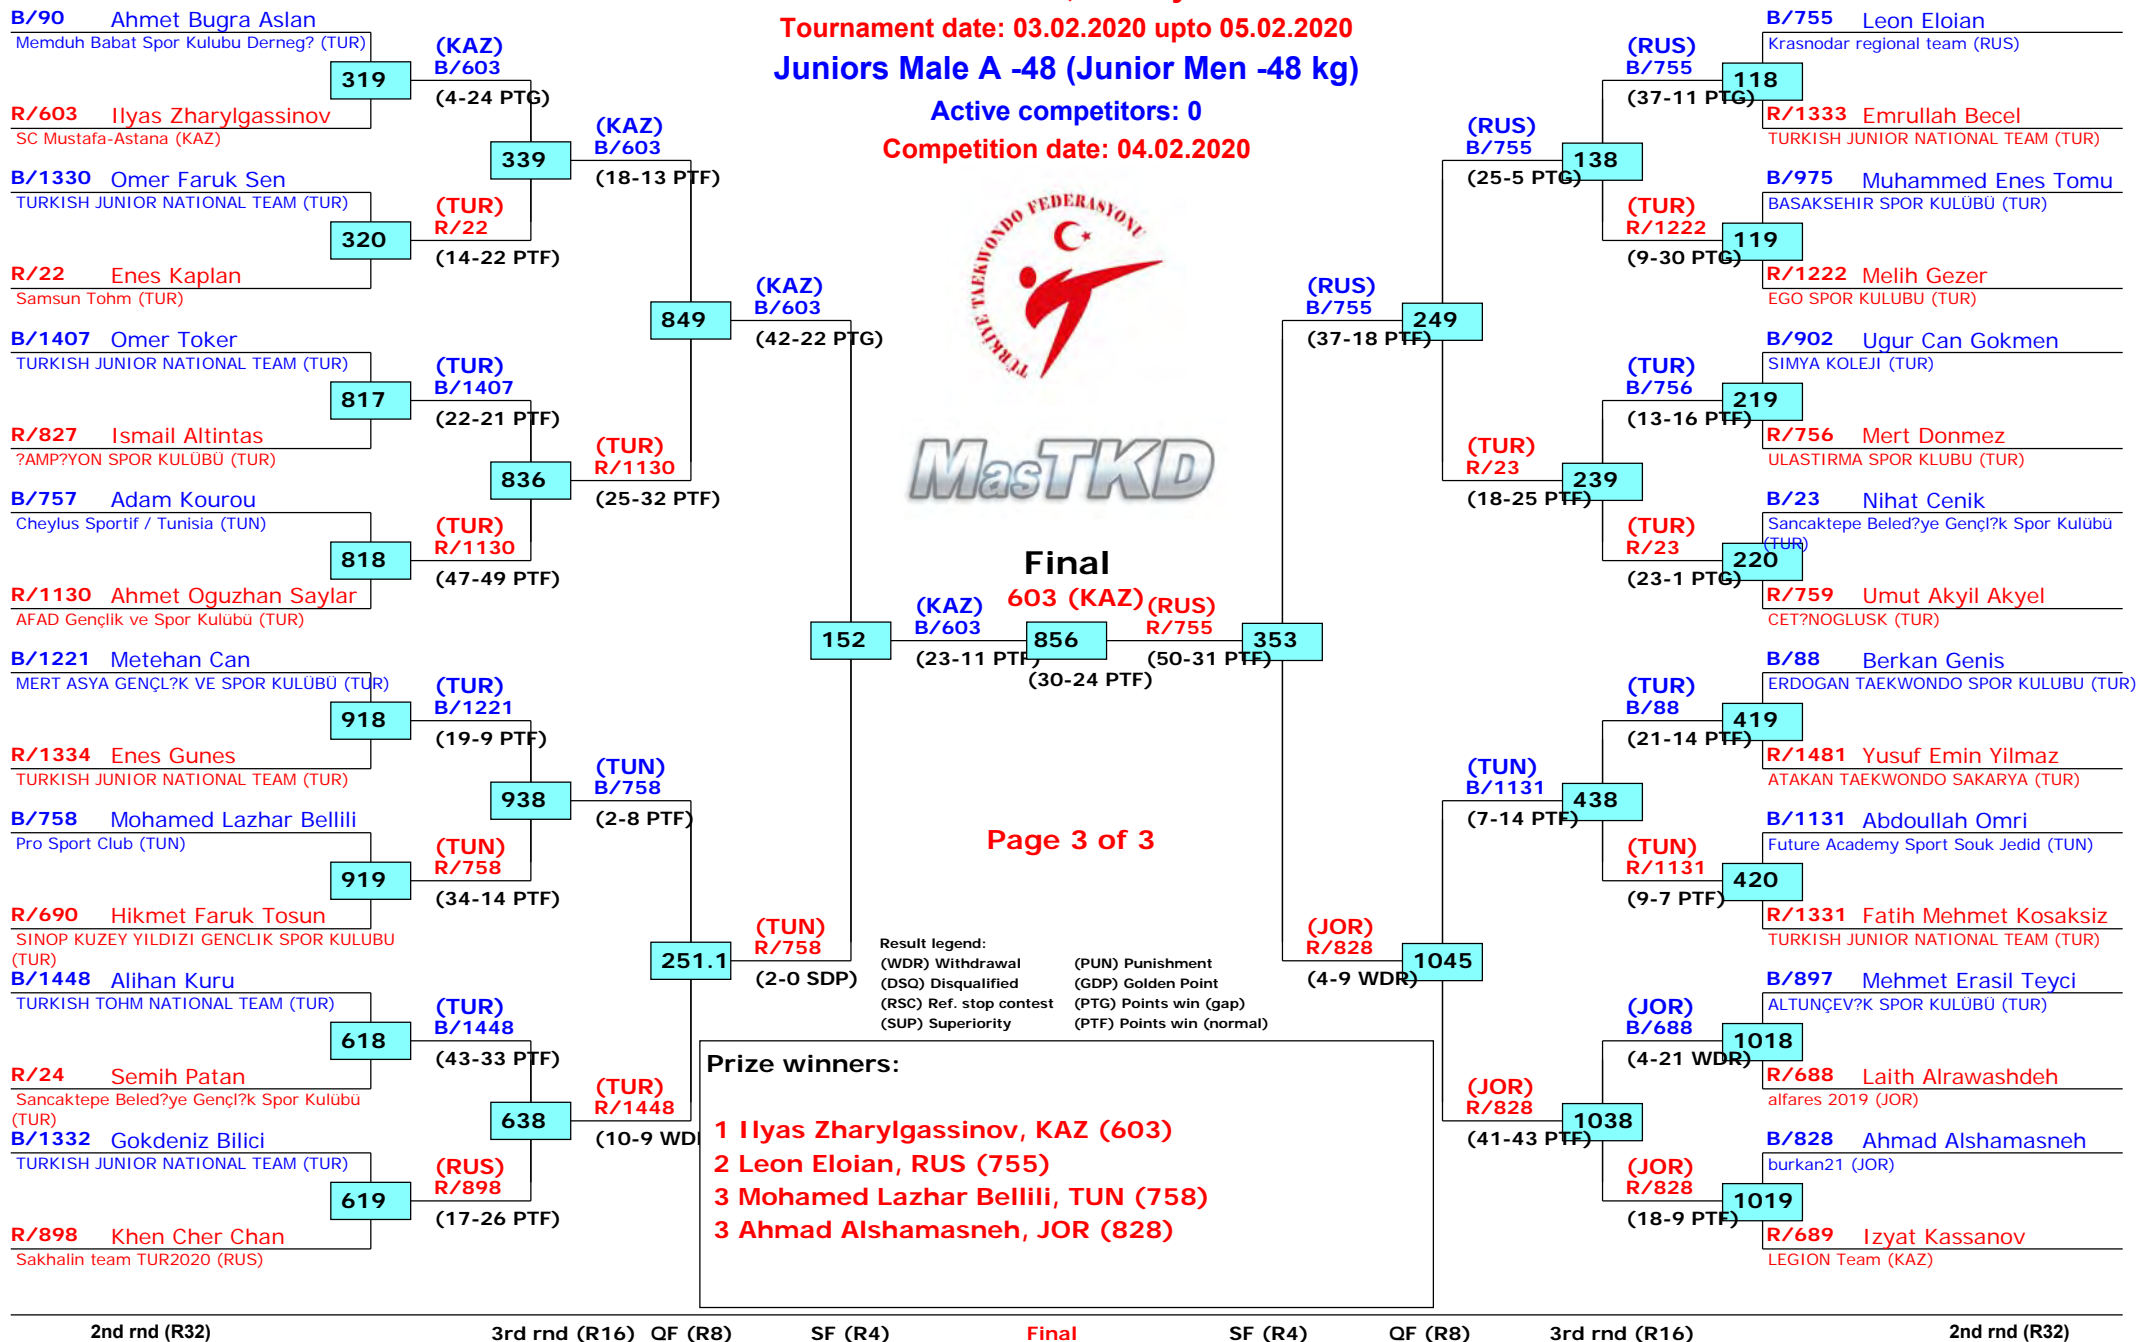 Tournament date: 03.02.2020 upto 05.02.2020
Juniors Male A -48 (Junior Men -48 kg)
Active competitors: 0
Competition date: 04.02.2020
B/90 Ahmet Bugra Aslan
Memduh Babat Spor Kulubu Derneg? (TUR)
319
R/603 Ilyas Zharylgassinov
SC Mustafa-Astana (KAZ)
B/1330 Omer Faruk Sen
TURKISH JUNIOR NATIONAL TEAM (TUR)
320
R/22 Enes Kaplan
Samsun Tohm (TUR)
B/1407 Omer Toker
TURKISH JUNIOR NATIONAL TEAM (TUR)
817
R/827 Ismail Altintas
?AMP?YON SPOR KULÜBÜ (TUR)
B/757 Adam Kourou
Cheylus Sportif / Tunisia (TUN)
818
R/1130 Ahmet Oguzhan Saylar
AFAD Gençlik ve Spor Kulübü (TUR)
B/1221 Metehan Can
MERT ASYA GENÇL?K VE SPOR KULÜBÜ (TUR)
918
R/1334 Enes Gunes
TURKISH JUNIOR NATIONAL TEAM (TUR)
B/758 Mohamed Lazhar Bellili
Pro Sport Club (TUN)
919
R/690 Hikmet Faruk Tosun
SINOP KUZEY YILDIZI GENCLIK SPOR KULUBU
(TUR)
B/1448 Alihan Kuru
TURKISH TOHM NATIONAL TEAM (TUR)
618
R/24 Semih Patan
Sancaktepe Beled?ye Gençl?k Spor Kulübü
(TUR)
B/1332 Gokdeniz Bilici
TURKISH JUNIOR NATIONAL TEAM (TUR)
619
R/898 Khen Cher Chan
Sakhalin team TUR2020 (RUS)
(KAZ)
B/603
(4-24 PTG)
339
(TUR)
R/22
(14-22 PTF)
(TUR)
B/1407
(22-21 PTF)
836
(TUR)
R/1130
(47-49 PTF)
(TUR)
B/1221
(19-9 PTF)
938
(TUN)
R/758
(34-14 PTF)
(TUR)
B/1448
(43-33 PTF)
638
(RUS)
R/898
(17-26 PTF)
(KAZ)
B/603
(18-13 PTF)
849
(TUR)
R/1130
(25-32 PTF)
(TUN)
B/758
(2-8 PTF)
251.1
(TUR)
R/1448
(10-9 WD
(KAZ)
B/603
(42-22 PTG)
152
(TUN)
R/758
(2-0 SDP)
TÜRKİYE TAEKWONDO FEDERASYONU
MasTKD
Final
603 (KAZ)
(KAZ)
B/603
(23-11 PTF)
856
(30-24 PTF)
(RUS)
R/755
(50-31 PTF)
353
Page 3 of 3
Result legend:
(WDR) Withdrawal (PUN) Punishment
(DSQ) Disqualified (GDP) Golden Point
(RSC) Ref. stop contest (PTG) Points win (gap)
(SUP) Superiority (PTF) Points win (normal)
Prize winners:
1 Ilyas Zharylgassinov, KAZ (603)
2 Leon Eloian, RUS (755)
3 Mohamed Lazhar Bellili, TUN (758)
3 Ahmad Alshamasneh, JOR (828)
(RUS)
B/755
(37-18 PTF)
249
(JOR)
R/828
(4-9 WDR)
1045
(RUS)
B/755
(25-5 PTG)
138
(TUR)
R/23
(18-25 PTF)
239
(TUN)
B/1131
(7-14 PTF)
438
(JOR)
R/828
(41-43 PTF)
1038
(RUS)
B/755
(37-11 PTG)
118
(TUR)
R/1222
(9-30 PTG)
119
(TUR)
B/756
(13-16 PTF)
219
(TUR)
R/23
(23-1 PTG)
220
(TUR)
B/88
(21-14 PTF)
419
(TUN)
R/1131
(9-7 PTF)
420
(JOR)
B/688
(4-21 WDR)
1018
(JOR)
R/828
(18-9 PTF)
1019
B/755 Leon Eloian
Krasnodar regional team (RUS)
R/1333 Emrullah Becel
TURKISH JUNIOR NATIONAL TEAM (TUR)
B/975 Muhammed Enes Tomu
BASAKSEHIR SPOR KULÜBÜ (TUR)
R/1222 Melih Gezer
EGO SPOR KULUBU (TUR)
B/902 Ugur Can Gokmen
SIMYA KOLEJI (TUR)
R/756 Mert Donmez
ULASTIRMA SPOR KLUBU (TUR)
B/23 Nihat Cenik
Sancaktepe Beled?ye Gençl?k Spor Kulübü
(TUR)
R/759 Umut Akyil Akyel
CET?NOGLUSK (TUR)
B/88 Berkan Genis
ERDOGAN TAEKWONDO SPOR KULUBU (TUR)
R/1481 Yusuf Emin Yilmaz
ATAKAN TAEKWONDO SAKARYA (TUR)
B/1131 Abdoullah Omri
Future Academy Sport Souk Jedid (TUN)
R/1331 Fatih Mehmet Kosaksiz
TURKISH JUNIOR NATIONAL TEAM (TUR)
B/897 Mehmet Erasil Teyci
ALTUNÇEV?K SPOR KULÜBÜ (TUR)
R/688 Laith Alrawashdeh
alfares 2019 (JOR)
B/828 Ahmad Alshamasneh
burkan21 (JOR)
R/689 Izyat Kassanov
LEGION Team (KAZ)
2nd rnd (R32) 3rd rnd (R16) QF (R8) SF (R4) Final SF (R4) QF (R8) 3rd rnd (R16) 2nd rnd (R32)